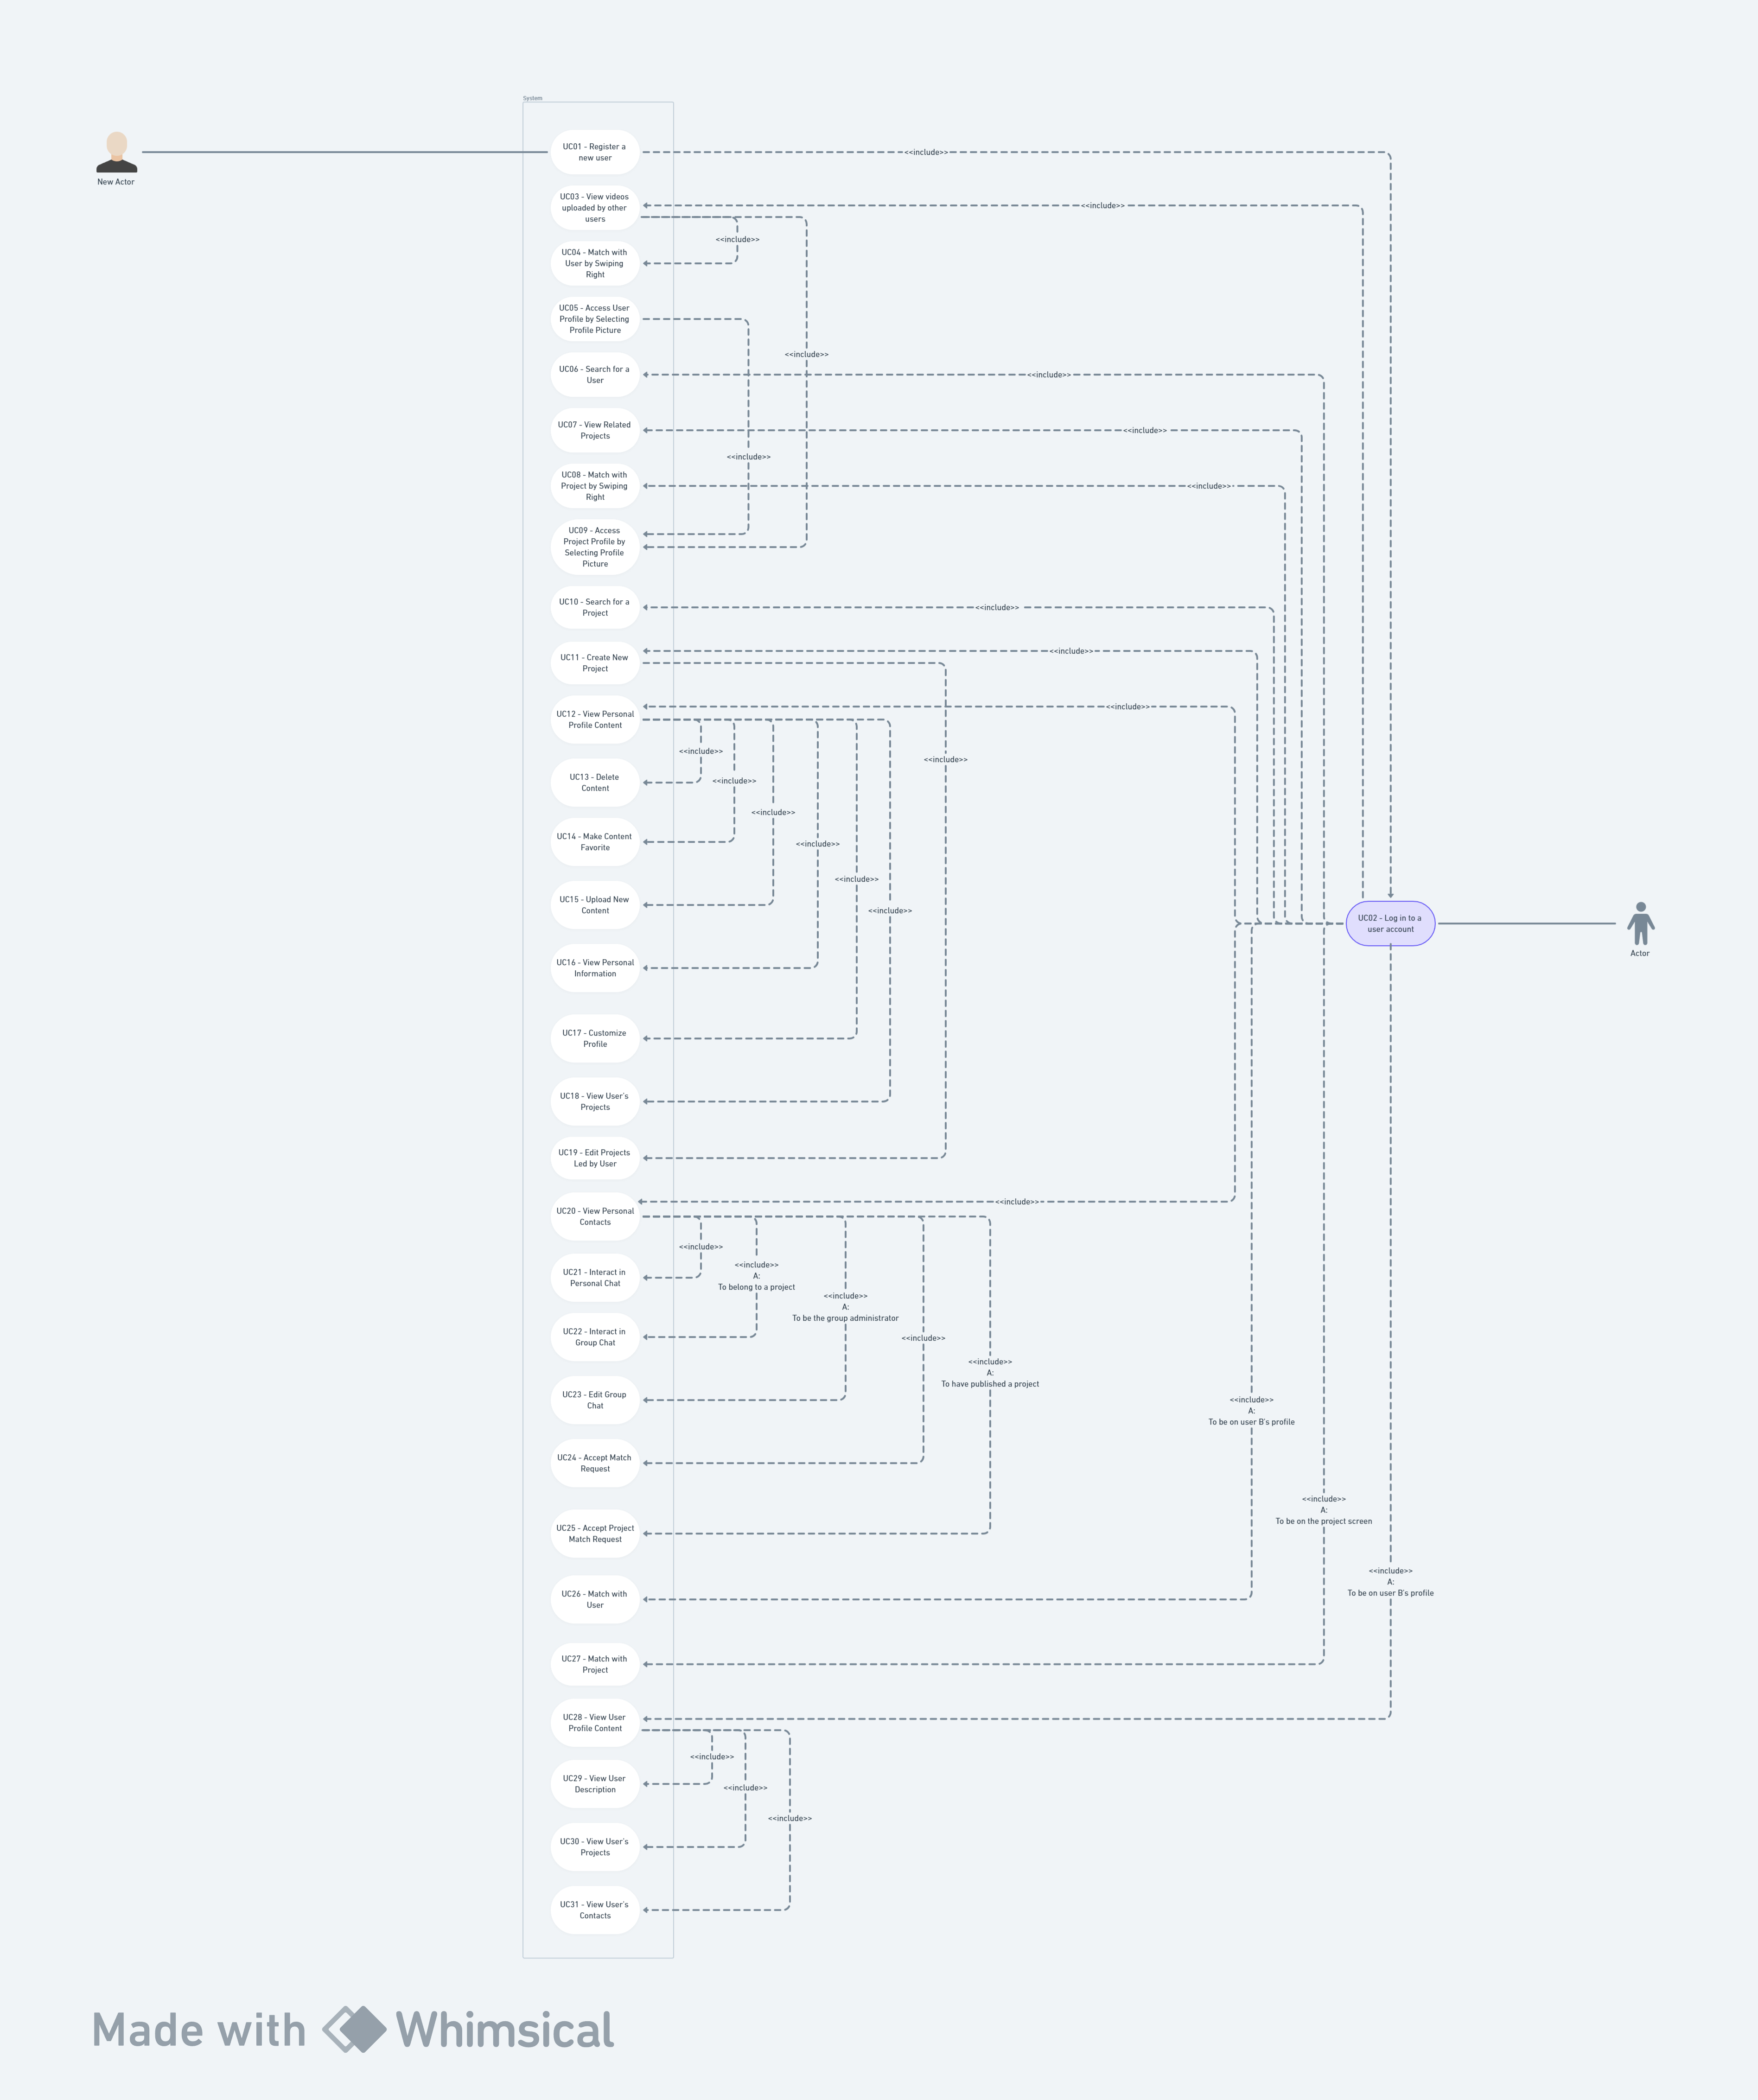 System
UC01 - Register a
new user
<<include>>
New Actor
UC03 - View videos
uploaded by other
users
<<include>>
<<include>>
UC04 - Match with
User by Swiping
Right
UC05 - Access User
Profile by Selecting
Profile Picture
<<include>>
UC06 - Search for a
User
<<include>>
UC07 - View Related
Projects
<<include>>
<<include>>
UC08 - Match with
Project by Swiping
Right
<<include>>
UC09 - Access
Project Profile by
Selecting Profile
Picture
UC10 - Search for a
Project
<<include>>
UC11 - Create New
Project
<<include>>
UC12 - View Personal
Profile Content
<<include>>
<<include>>
<<include>>
UC13 - Delete
Content
<<include>>
<<include>>
UC14 - Make Content
Favorite
<<include>>
<<include>>
UC15 - Upload New
Content
<<include>>
UC02 - Log in to a
user account
Actor
UC16 - View Personal
Information
UC17 - Customize
Profile
UC18 - View User's
Projects
UC19 - Edit Projects
Led by User
UC20 - View Personal
Contacts
<<include>>
<<include>>
UC21 - Interact in
Personal Chat
<<include>>
A:
To belong to a project
<<include>>
A:
To be the group administrator
UC22 - Interact in
Group Chat
<<include>>
<<include>>
A:
To have published a project
UC23 - Edit Group
Chat
<<include>>
A:
To be on user B's profile
UC24 - Accept Match
Request
<<include>>
A:
To be on the project screen
UC25 - Accept Project
Match Request
<<include>>
A:
To be on user B's profile
UC26 - Match with
User
UC27 - Match with
Project
UC28 - View User
Profile Content
<<include>>
UC29 - View User
Description
<<include>>
<<include>>
UC30 - View User's
Projects
UC31 - View User's
Contacts
Made with Whimsical